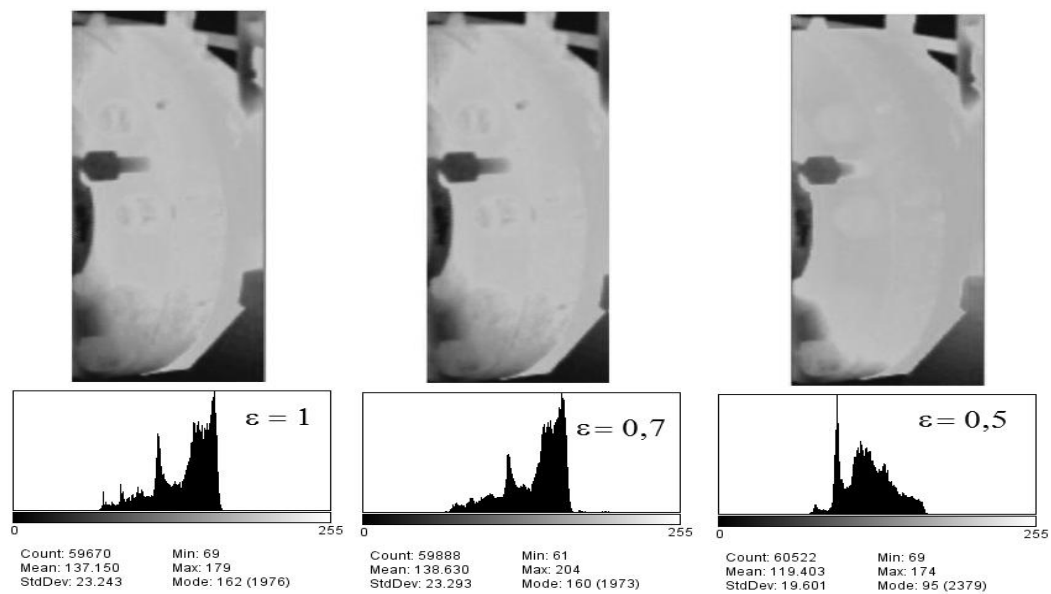 ε = 1
ε = 0,7
ε = 0,5
0 255
0 255
0 255
Count: 59670 Min: 69
Mean: 137.150 Max: 179
StdDev: 23.243 Mode: 162 (1976)
Count: 59888 Min: 61
Mean: 138.630 Max: 204
StdDev: 23.293 Mode: 160 (1973)
Count: 60522 Min: 69
Mean: 119.403 Max: 174
StdDev: 19.601 Mode: 95 (2379)